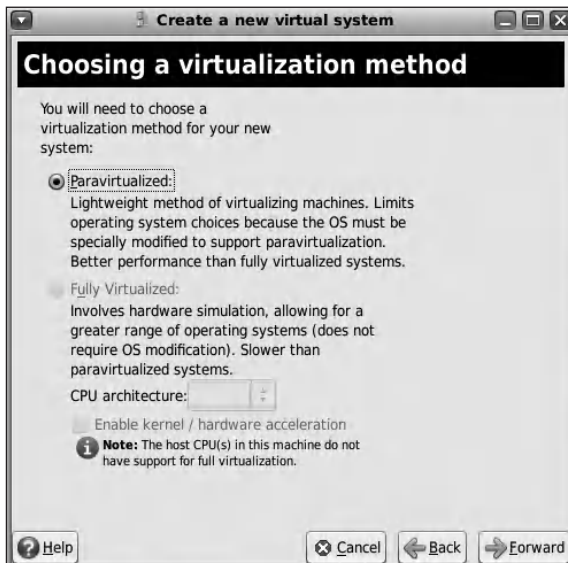 Create a new virtual system
Choosing a virtualization method
You will need to choose a
virtualization method for your new
system:
Paravirtualized:
Lightweight method of virtualizing machines. Limits
operating system choices because the OS must be
specially modified to support paravirtualization.
Better performance than fully virtualized systems.
Fully Virtualized:
Involves hardware simulation, allowing for a
greater range of operating systems (does not
require OS modification). Slower than
paravirtualized systems.
CPU architecture:
Enable kernel / hardware acceleration
Note: The host CPU(s) in this machine do not
have support for full virtualization.
Help Cancel Back Forward